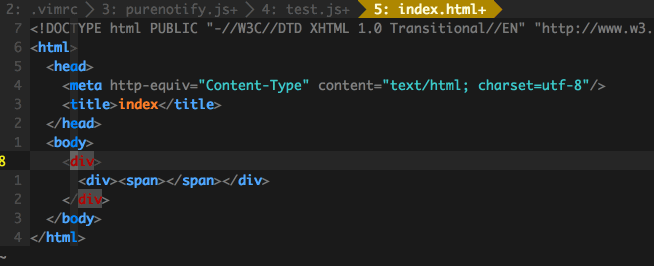 2: .vimrc 3: purenotify.js+ 4: test.js+ 5: index.html+
7 <!DOCTYPE html PUBLIC "-//W3C//DTD XHTML 1.0 Transitional//EN" "http://www.w3.
6 <html>
5 <head>
4 <meta http-equiv="Content-Type" content="text/html; charset=utf-8"/>
3 <title>index</title>
2 </head>
1 <body>
8 <div>
1 <div><span></span></div>
2 </div>
3 </body>
4 </html>
~